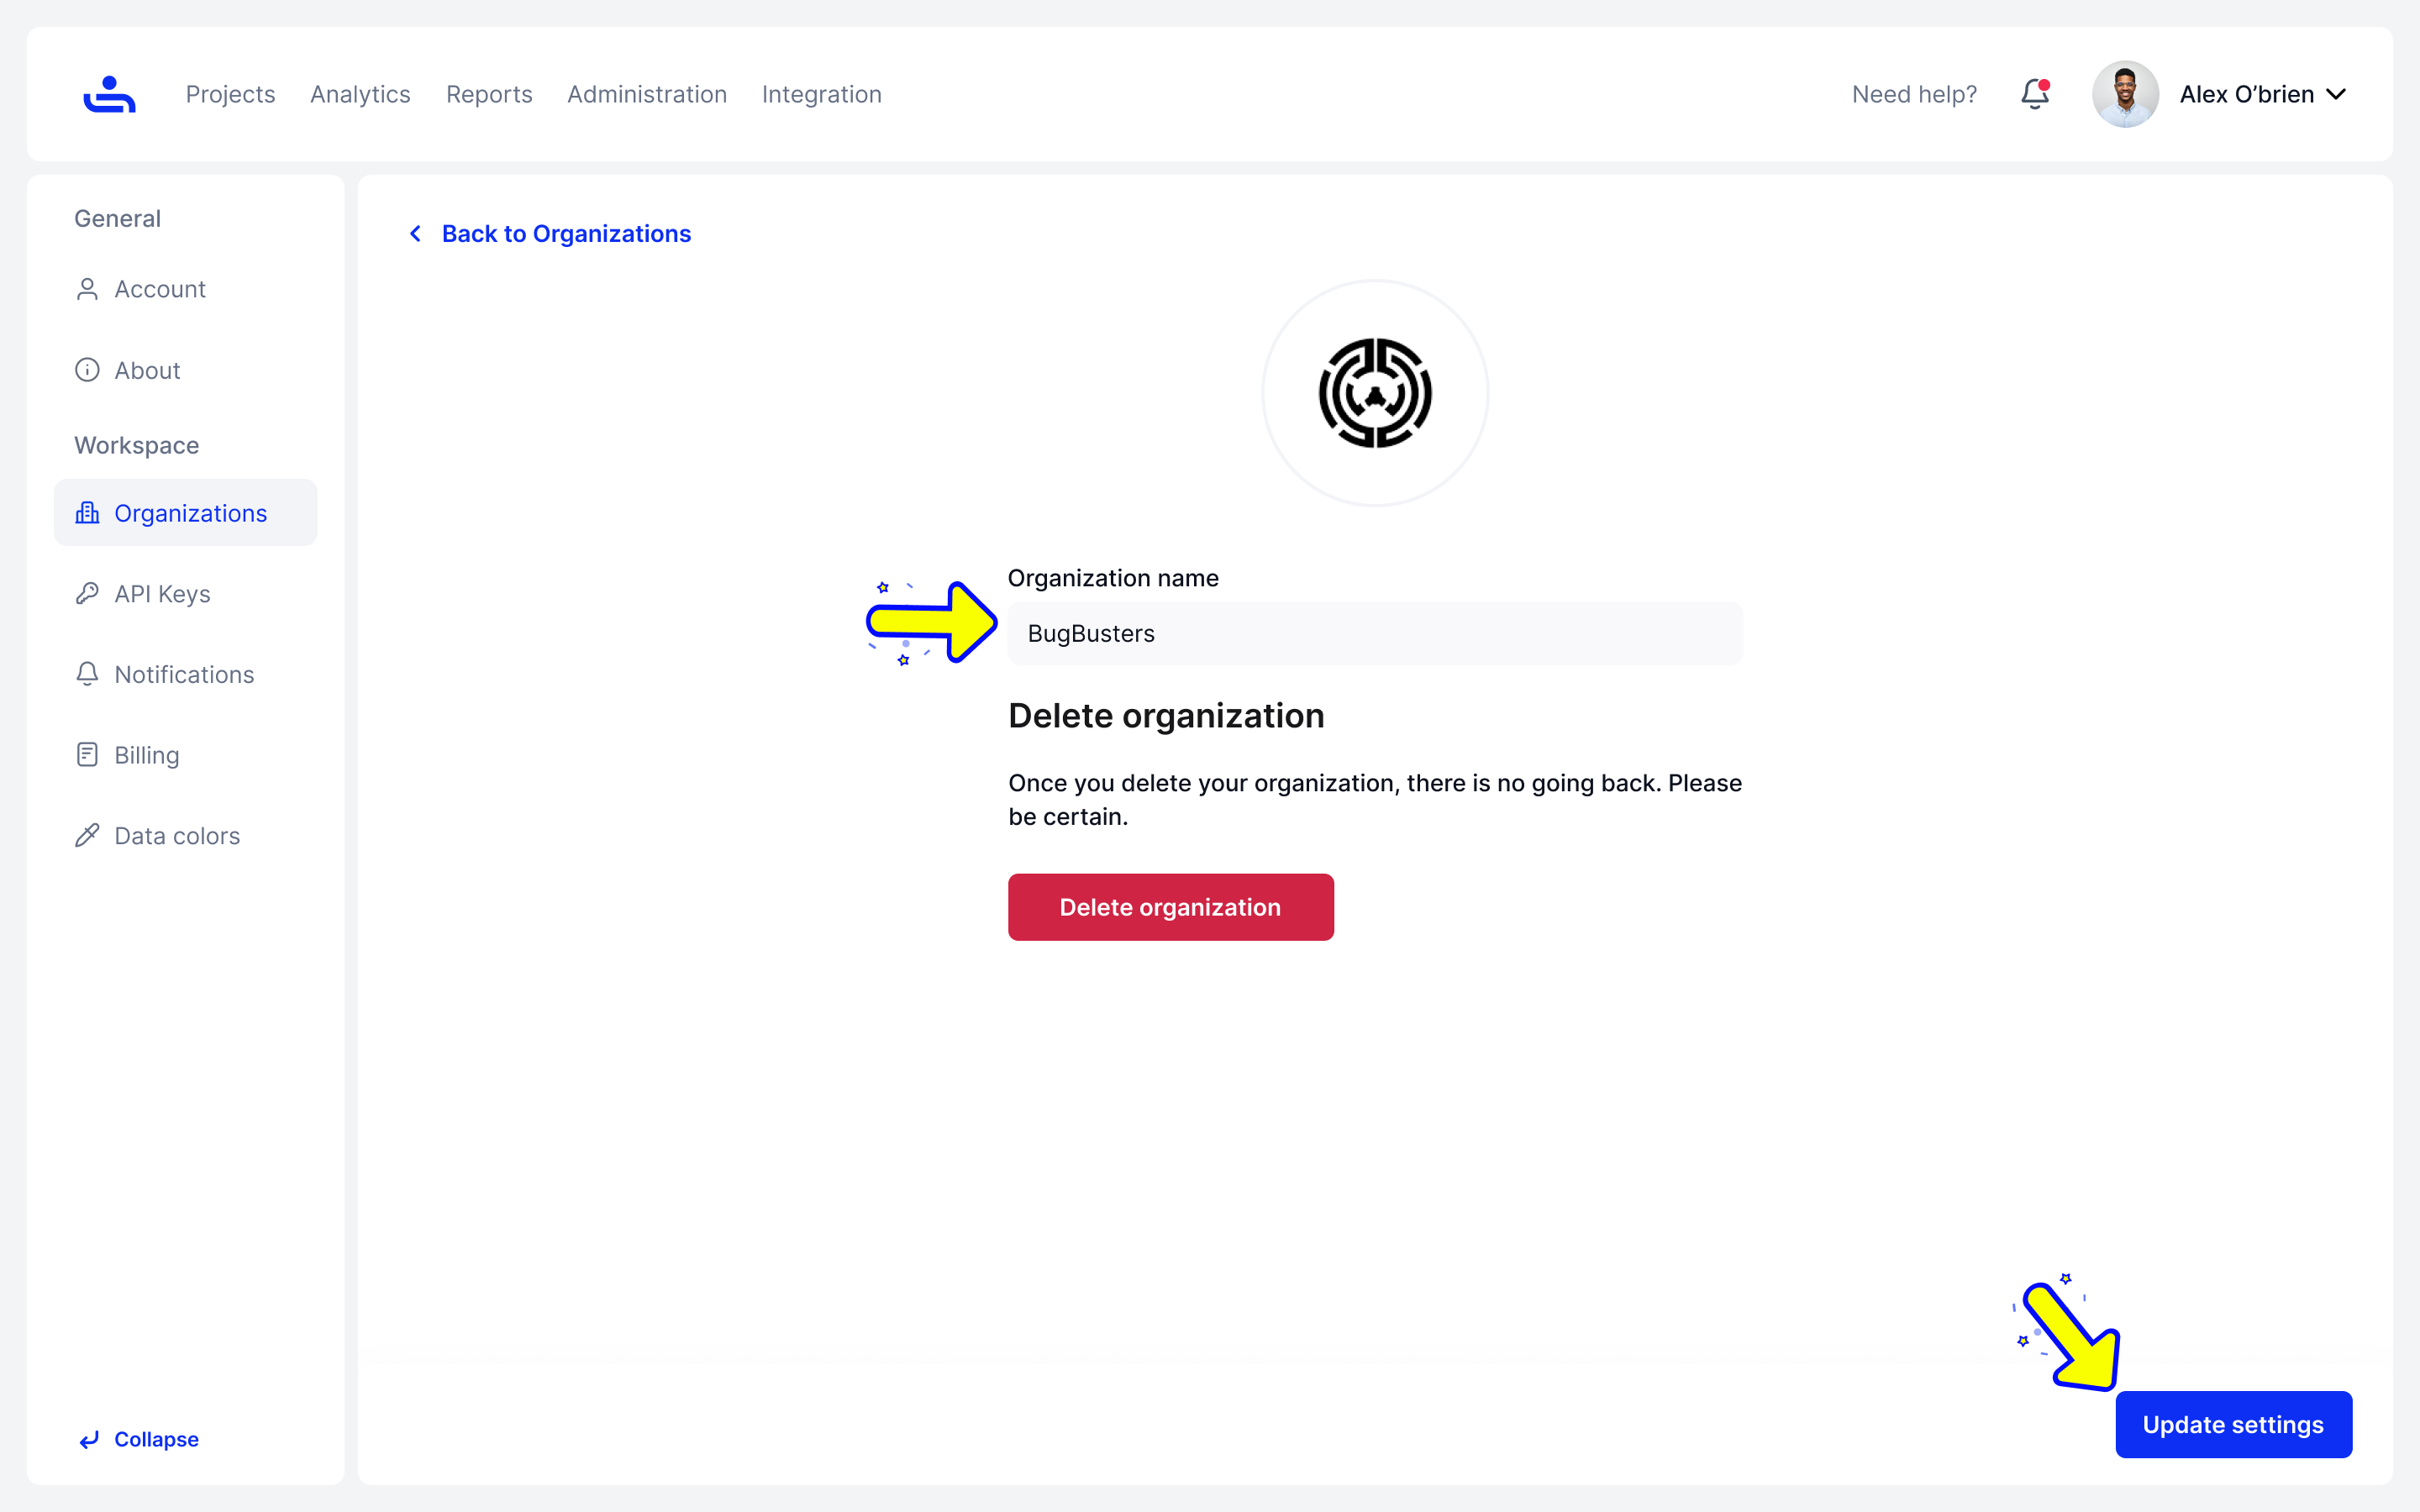 Projects Analytics Reports Administration Integration Need help? Alex O’brien
General
Account
About
Workspace
Organizations
API Keys
Notifications
Billing
Data colors
Collapse
Back to Organizations
Organization name
BugBusters
Delete organization
Once you delete your organization, there is no going back. Please
be certain.
Delete organization
Update settings